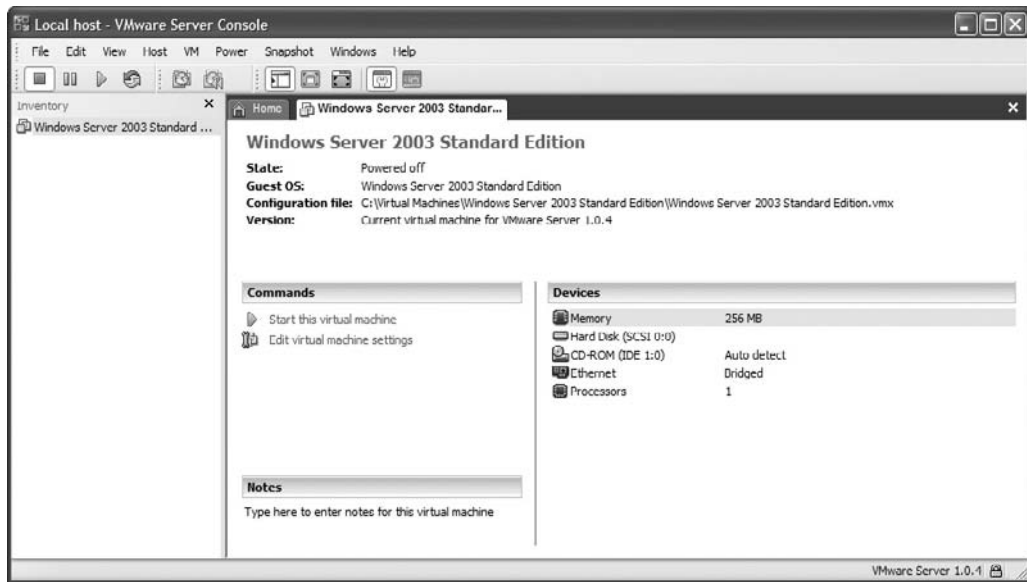 Local host - VMware Server Console
File Edit View Host VM Power Snapshot Windows Help
Inventory
Windows Server 2003 Standard ...
Home
Windows Server 2003 Standar...
Windows Server 2003 Standard Edition
State: Powered off
Guest OS: Windows Server 2003 Standard Edition
Configuration file: C:\Virtual Machines\Windows Server 2003 Standard Edition\Windows Server 2003 Standard Edition.vmx
Version: Current virtual machine for VMware Server 1.0.4
Commands
Start this virtual machine
Edit virtual machine settings
Devices
Memory 256 MB
Hard Disk (SCSI 0:0)
CD-ROM (IDE 1:0) Auto detect
Ethernet Bridged
Processors 1
Notes
Type here to enter notes for this virtual machine
VMware Server 1.0.4